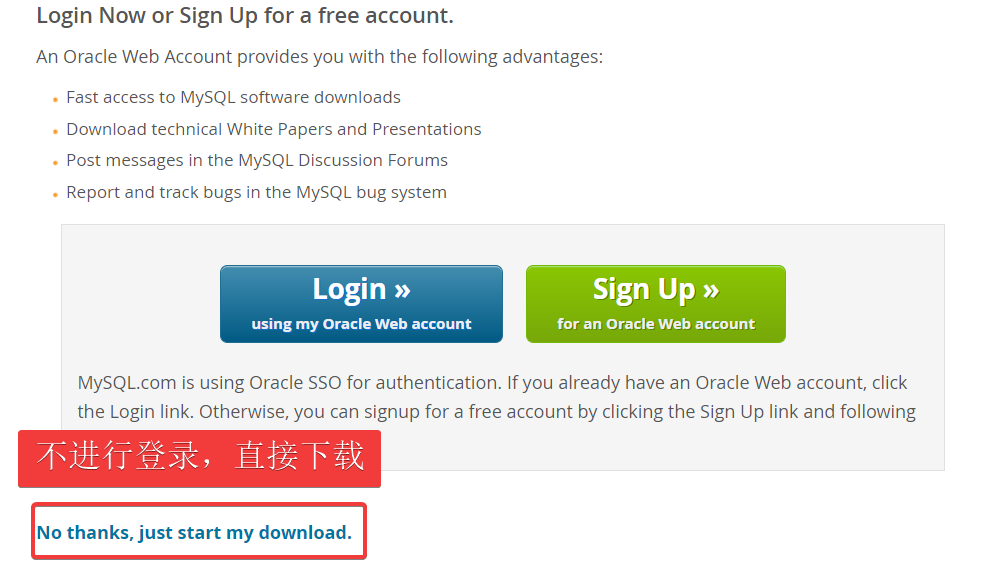 Login Now or Sign Up for a free account.
An Oracle Web Account provides you with the following advantages:
Fast access to MySQL software downloads
Download technical White Papers and Presentations
Post messages in the MySQL Discussion Forums
Report and track bugs in the MySQL bug system
Login »
using my Oracle Web account
Sign Up »
for an Oracle Web account
MySQL.com is using Oracle SSO for authentication. If you already have an Oracle Web account, click
the Login link. Otherwise, you can signup for a free account by clicking the Sign Up link and following
不进行登录，直接下载
No thanks, just start my download.